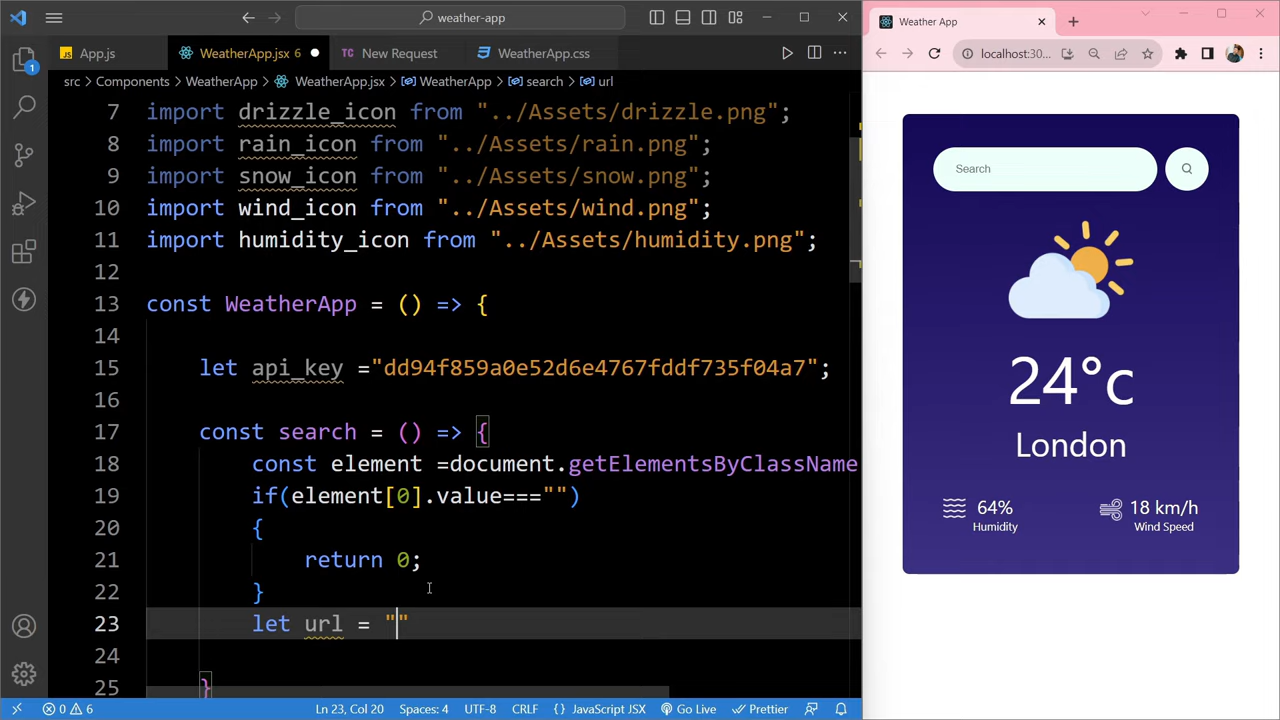 weather-app
Weather App
App.js
WeatherApp.jsx 6
New Request
WeatherApp.css
localhost:30...
1
src > Components > WeatherApp > WeatherApp.jsx > WeatherApp > search > url
7 import drizzle_icon from "../Assets/drizzle.png";
8 import rain_icon from "../Assets/rain.png";
9 import snow_icon from "../Assets/snow.png";
10 import wind_icon from "../Assets/wind.png";
11 import humidity_icon from "../Assets/humidity.png";
12
13 const WeatherApp = () => {
14
15 let api_key ="dd94f859a0e52d6e4767fddf735f04a7";
16
17 const search = () => {
18 const element =document.getElementsByClassName
19 if(element[0].value==="")
20 {
21 return 0;
22 }
23 let url = ""
24
25 }
Search
24°c
London
64%
Humidity
18 km/h
Wind Speed
0 6
Ln 23, Col 20
Spaces: 4
UTF-8
CRLF
{} JavaScript JSX
Go Live
Prettier